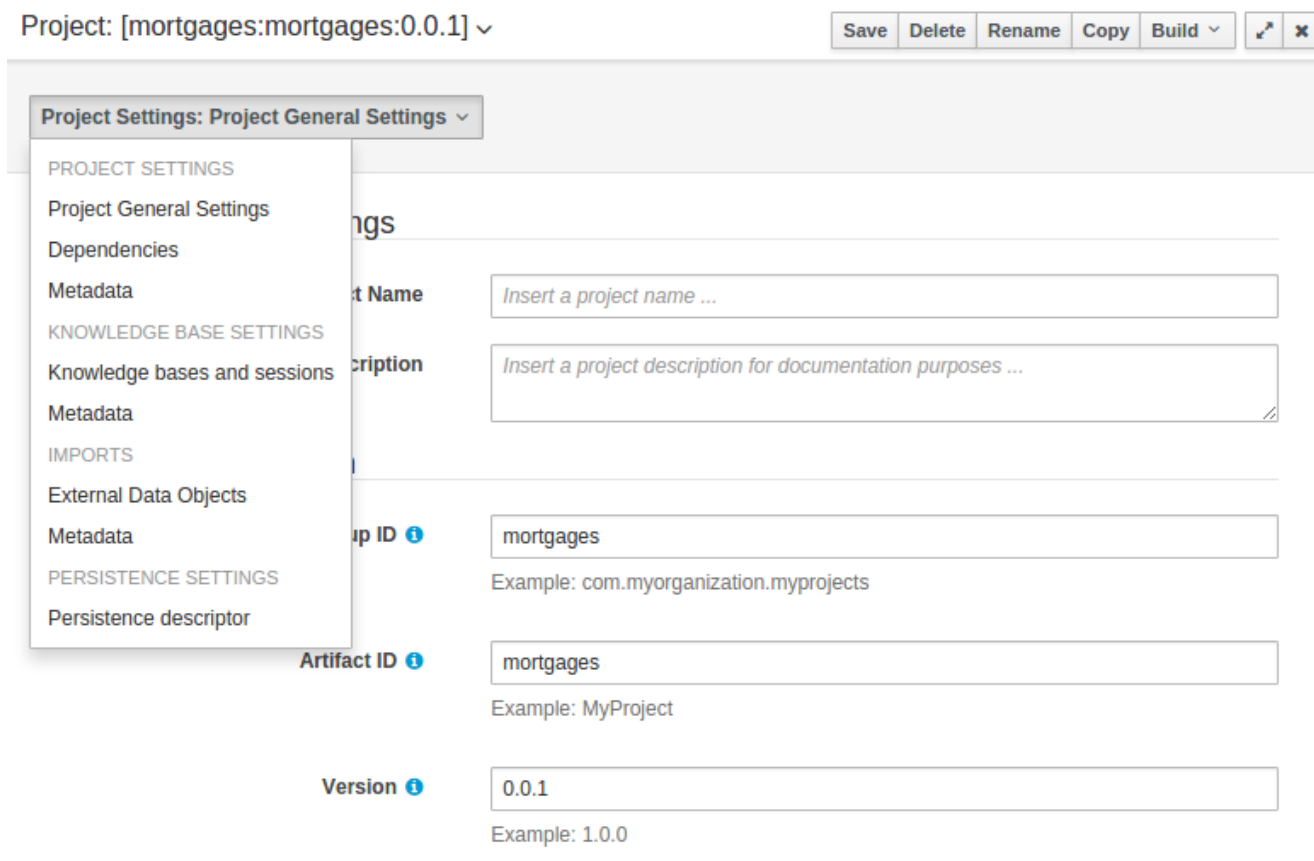 Project: [mortgages:mortgages:0.0.1]
Save Delete Rename Copy Build
Project Settings: Project General Settings
PROJECT SETTINGS
Project General Settings
Dependencies
Metadata
KNOWLEDGE BASE SETTINGS
Knowledge bases and sessions
Metadata
IMPORTS
External Data Objects
Metadata
PERSISTENCE SETTINGS
Persistence descriptor
Name
Insert a project name ...
Insert a project description for documentation purposes ...
ID
mortgages
Example: com.myorganization.myprojects
Artifact ID
mortgages
Example: MyProject
Version
0.0.1
Example: 1.0.0